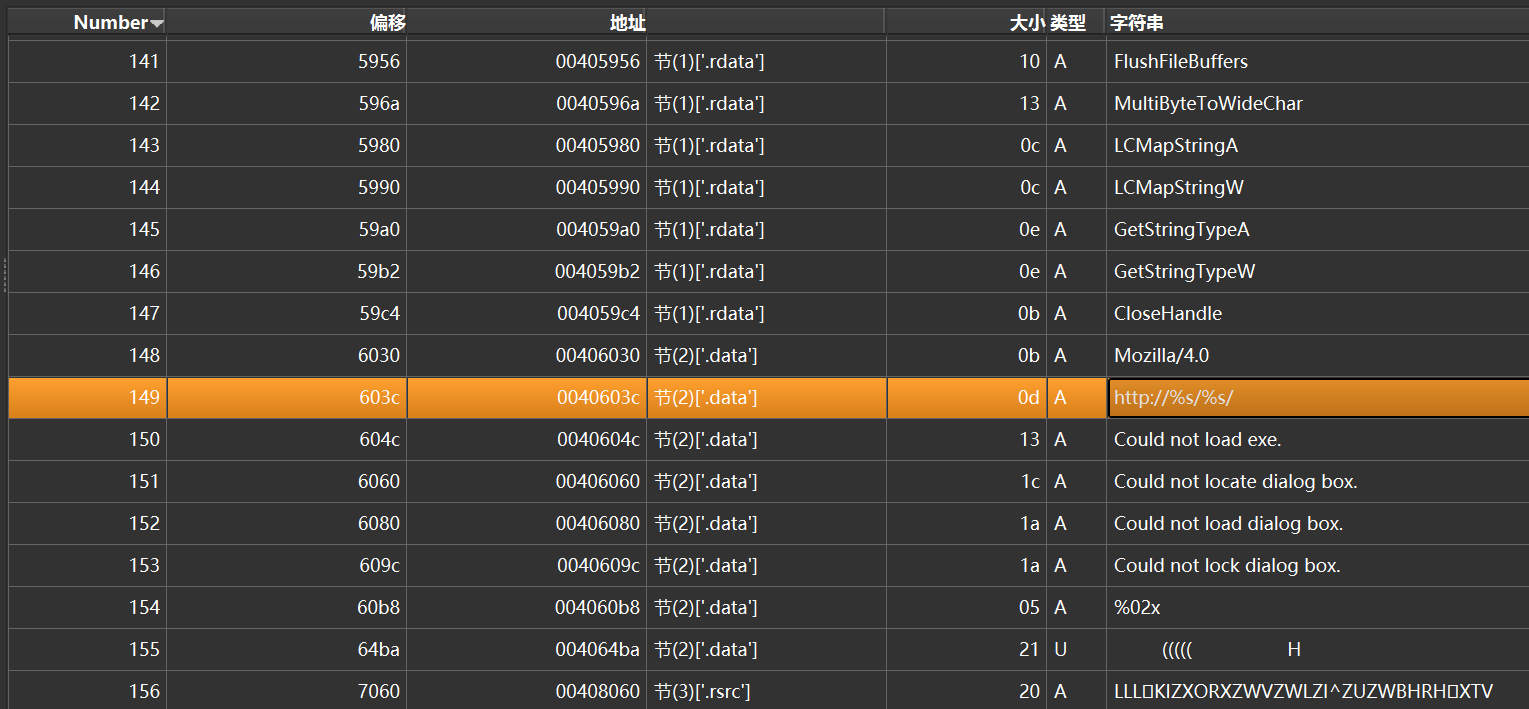 Number 偏移 地址 大小 类型 字符串
141 5956 00405956 节(1)['.rdata'] 10 A FlushFileBuffers
142 596a 0040596a 节(1)['.rdata'] 13 A MultiByteToWideChar
143 5980 00405980 节(1)['.rdata'] 0c A LCMapStringA
144 5990 00405990 节(1)['.rdata'] 0c A LCMapStringW
145 59a0 004059a0 节(1)['.rdata'] 0e A GetStringTypeA
146 59b2 004059b2 节(1)['.rdata'] 0e A GetStringTypeW
147 59c4 004059c4 节(1)['.rdata'] 0b A CloseHandle
148 6030 00406030 节(2)['.data'] 0b A Mozilla/4.0
149 603c 0040603c 节(2)['.data'] 0d A http://%s/%s/
150 604c 0040604c 节(2)['.data'] 13 A Could not load exe.
151 6060 00406060 节(2)['.data'] 1c A Could not locate dialog box.
152 6080 00406080 节(2)['.data'] 1a A Could not load dialog box.
153 609c 0040609c 节(2)['.data'] 1a A Could not lock dialog box.
154 60b8 004060b8 节(2)['.data'] 05 A %02x
155 64ba 004064ba 节(2)['.data'] 21 U ((((( H
156 7060 00408060 节(3)['.rsrc'] 20 A LLL▯KIZXORXZWVZWLZI^ZUZWBHRH▯XTV